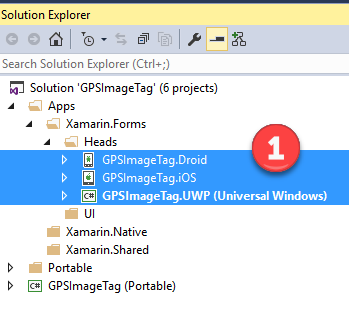 Solution Explorer
Search Solution Explorer (Ctrl+;)
Solution 'GPSImageTag' (6 projects)
Apps
Xamarin.Forms
Heads
GPSImageTag.Droid
GPSImageTag.iOS
C# GPSImageTag.UWP (Universal Windows)
1
UI
Xamarin.Native
Xamarin.Shared
Portable
C# GPSImageTag (Portable)